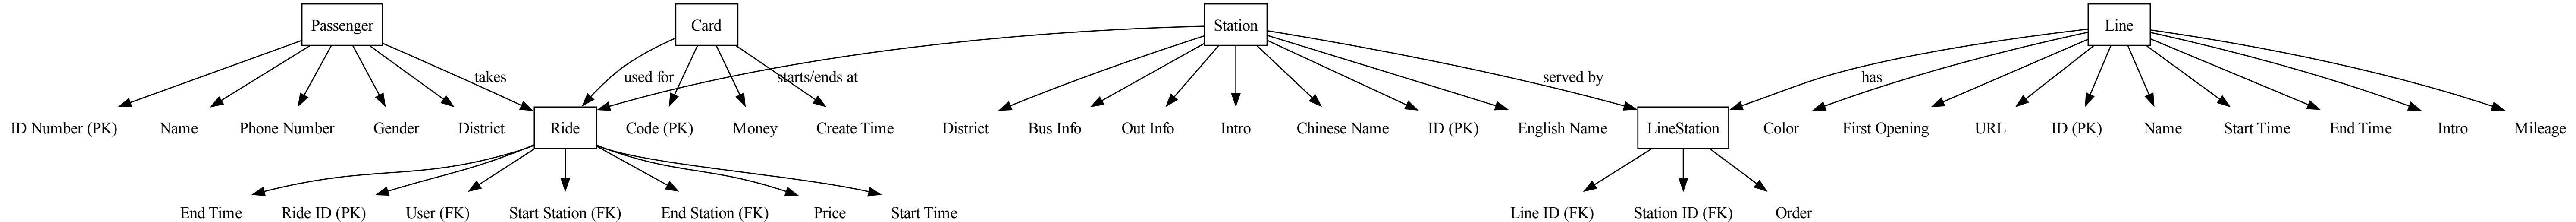 Passenger
Card
Station
Line
takes
used for
starts/ends at
served by
has
ID Number (PK)
Name
Phone Number
Gender
District
Ride
Code (PK)
Money
Create Time
District
Bus Info
Out Info
Intro
Chinese Name
ID (PK)
English Name
LineStation
Color
First Opening
URL
ID (PK)
Name
Start Time
End Time
Intro
Mileage
End Time
Ride ID (PK)
User (FK)
Start Station (FK)
End Station (FK)
Price
Start Time
Line ID (FK)
Station ID (FK)
Order